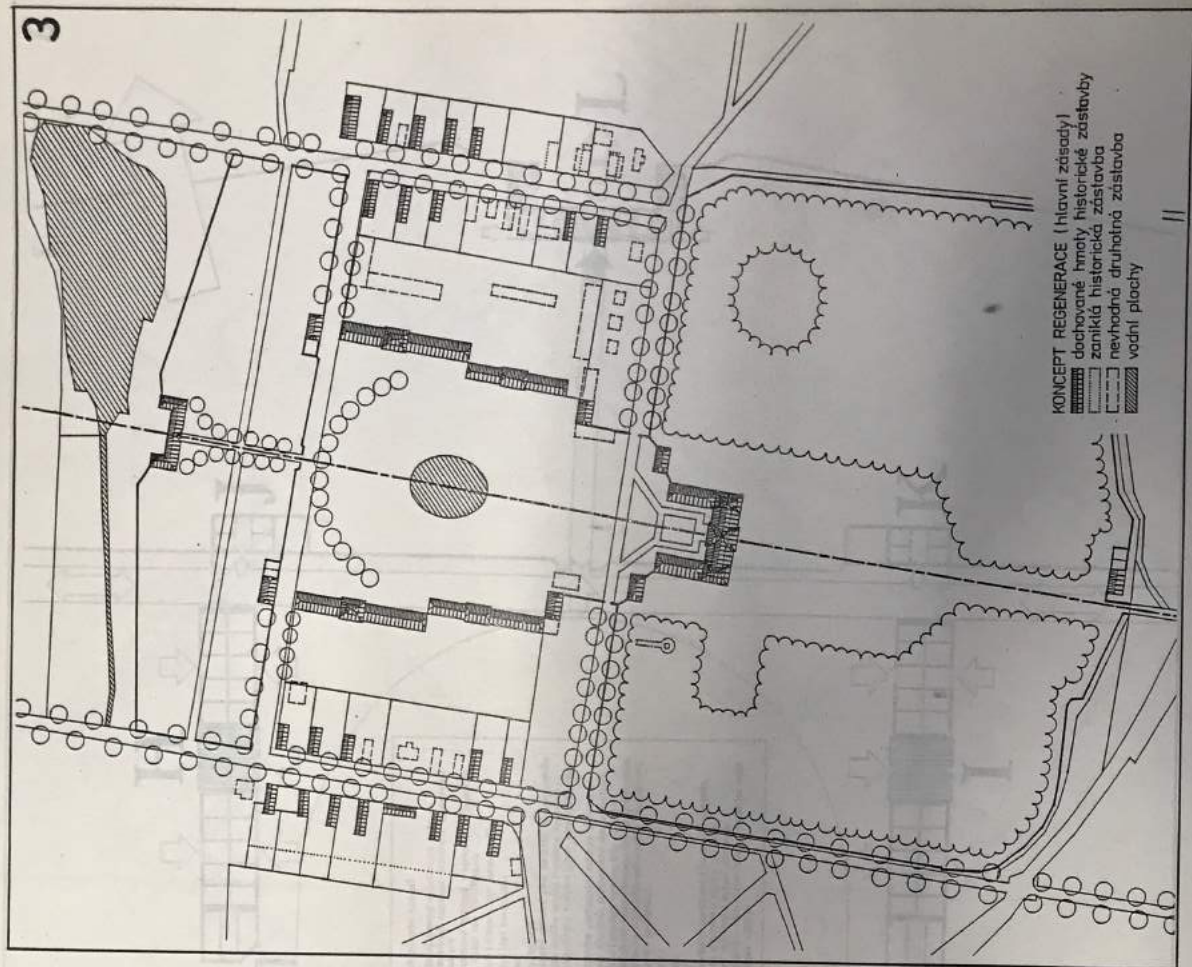 3
KONCEPT REGENERACE (hlavní zásady)
dochované hmoty historické zástavby
zaniklá historická zástavba
nevhodná druhotná zástavba
vodní plochy